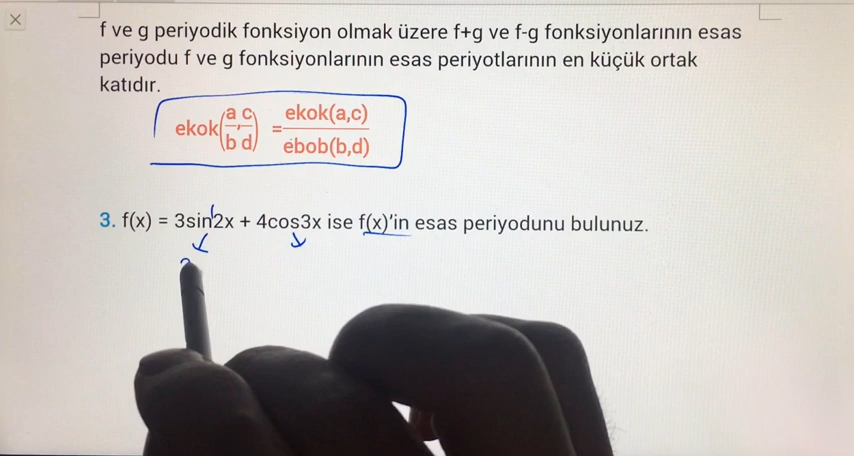 f ve g periyodik fonksiyon olmak üzere f+g ve f-g fonksiyonlarının esas
periyodu f ve g fonksiyonlarının esas periyotlarının en küçük ortak
katıdır.
ekok(a/b, c/d) = ekok(a,c)/ebob(b,d)
3. f(x) = 3sin2x + 4cos3x ise f(x)'in esas periyodunu bulunuz.